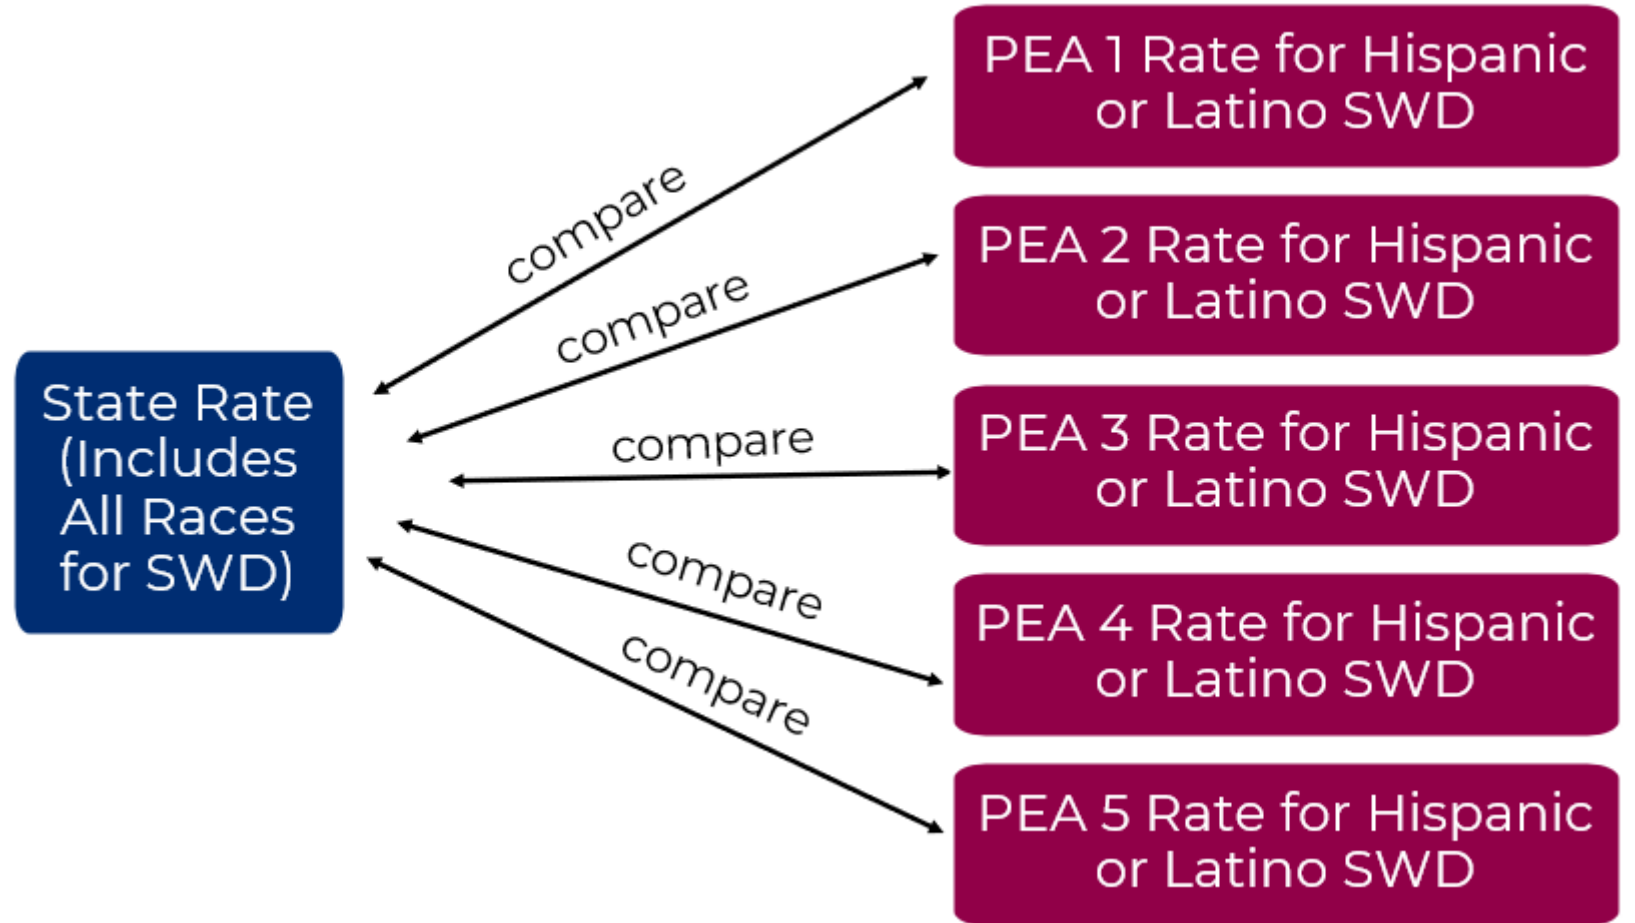 State Rate
(Includes
All Races
for SWD)
compare
compare
compare
compare
compare
PEA 1 Rate for Hispanic
or Latino SWD
PEA 2 Rate for Hispanic
or Latino SWD
PEA 3 Rate for Hispanic
or Latino SWD
PEA 4 Rate for Hispanic
or Latino SWD
PEA 5 Rate for Hispanic
or Latino SWD